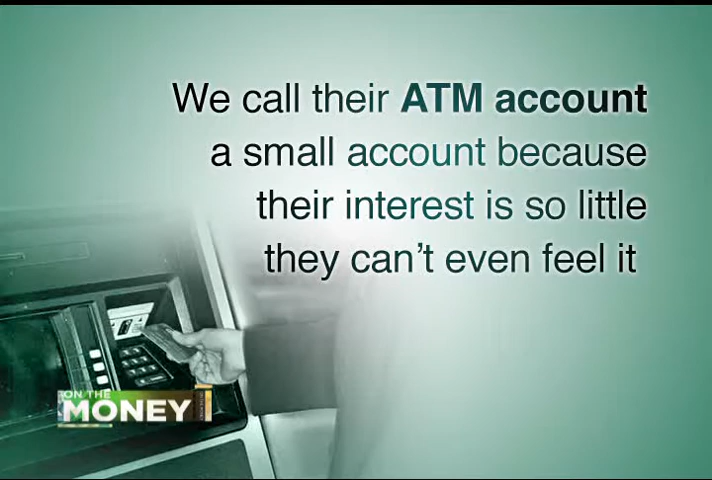 We call their ATM account
a small account because
their interest is so little
they can't even feel it
ON THE
MONEY